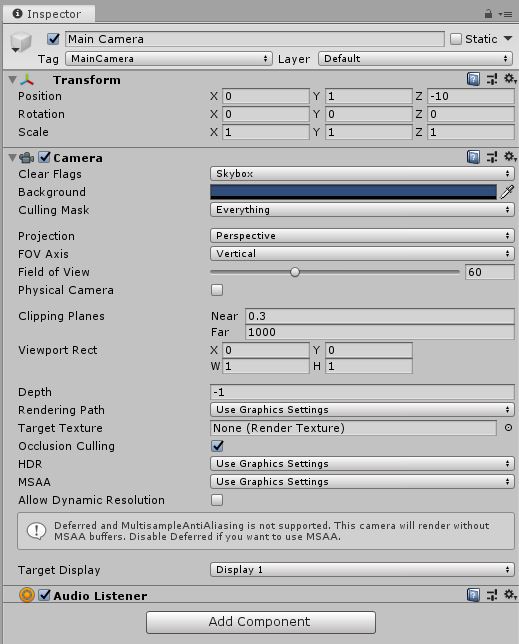 Inspector
Main Camera Static
Tag MainCamera Layer Default
Transform
Position X 0 Y 1 Z -10
Rotation X 0 Y 0 Z 0
Scale X 1 Y 1 Z 1
Camera
Clear Flags Skybox
Background
Culling Mask Everything
Projection Perspective
FOV Axis Vertical
Field of View 60
Physical Camera
Clipping Planes Near 0.3
Far 1000
Viewport Rect X 0 Y 0
W 1 H 1
Depth -1
Rendering Path Use Graphics Settings
Target Texture None (Render Texture)
Occlusion Culling
HDR Use Graphics Settings
MSAA Use Graphics Settings
Allow Dynamic Resolution
Deferred and MultisampleAntiAliasing is not supported. This camera will render without
MSAA buffers. Disable Deferred if you want to use MSAA.
Target Display Display 1
Audio Listener
Add Component